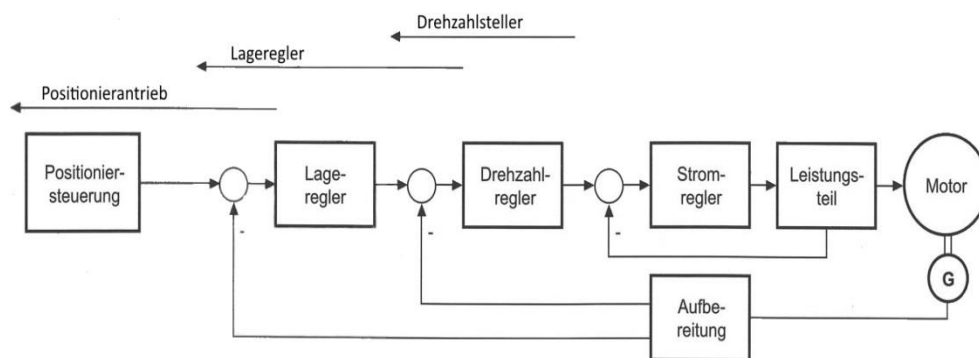 Drehzahlsteller
Lageregler
Positionierantrieb
Positionier-
steuerung
Lage-
regler
Drehzahl-
regler
Strom-
regler
Leistungs-
teil
Motor
-
-
-
G
Aufbe-
reitung